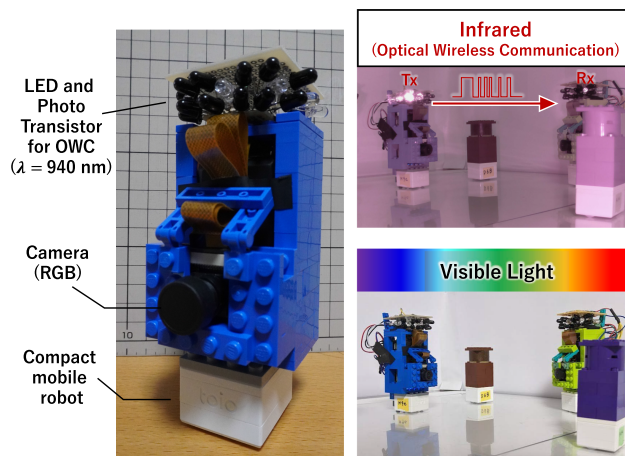 LED and
Photo
Transistor
for OWC
(λ = 940 nm)
Camera
(RGB)
Compact
mobile
robot
10
toio
Infrared
(Optical Wireless Communication)
Tx
Rx
Visible Light